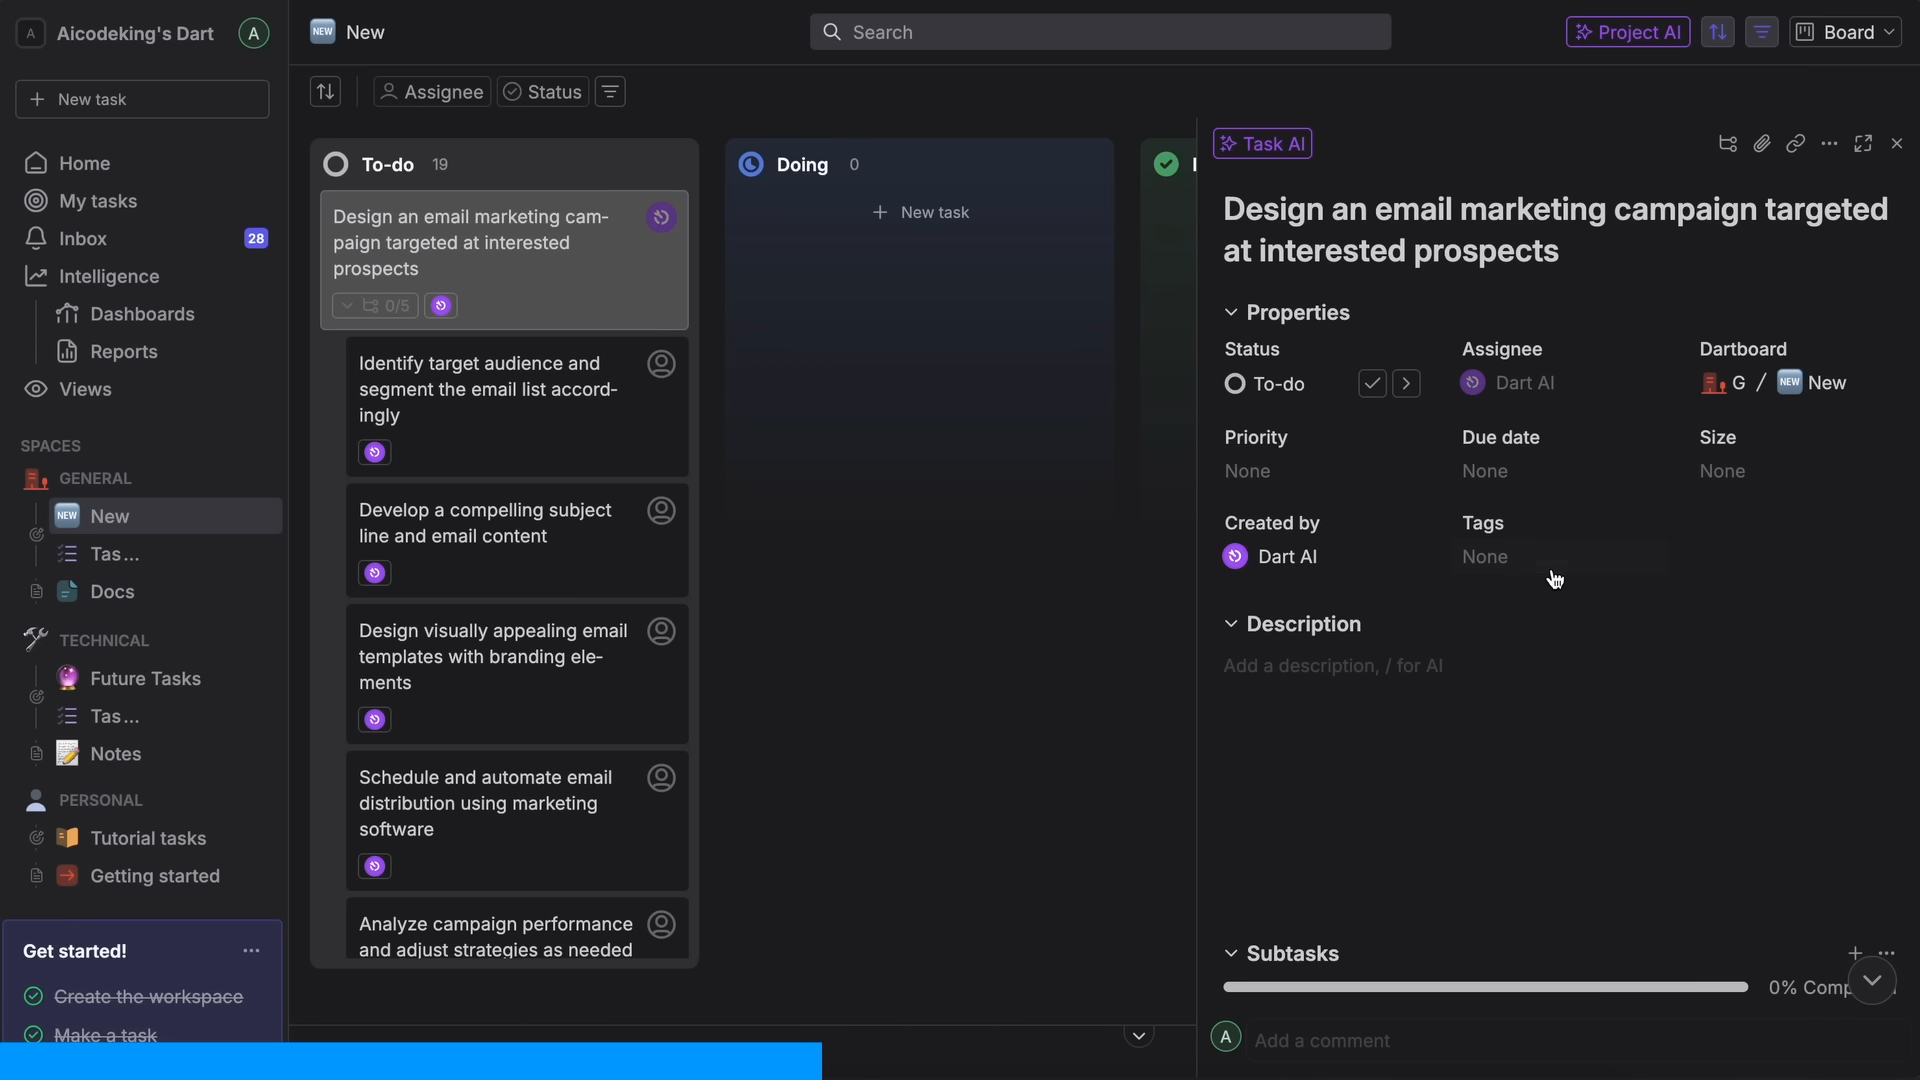 A
Aicodeking's Dart
A
New task
Home
My tasks
Inbox
28
Intelligence
Dashboards
Reports
Views
SPACES
GENERAL
NEW
New
Tas...
Docs
TECHNICAL
Future Tasks
Tas...
Notes
PERSONAL
Tutorial tasks
Getting started
Get started!
Create the workspace
Make a task
NEW
New
Search
Project AI
Board
Assignee
Status
To-do
19
Design an email marketing cam-
paign targeted at interested
prospects
0/5
Identify target audience and
segment the email list accord-
ingly
Develop a compelling subject
line and email content
Design visually appealing email
templates with branding ele-
ments
Schedule and automate email
distribution using marketing
software
Analyze campaign performance
and adjust strategies as needed
Doing
0
New task
Task AI
Design an email marketing campaign targeted
at interested prospects
Properties
Status
Assignee
Dartboard
To-do
Dart AI
G / NEW New
Priority
Due date
Size
None
None
None
Created by
Tags
Dart AI
None
Description
Add a description, / for AI
Subtasks
0%
A
Add a comment